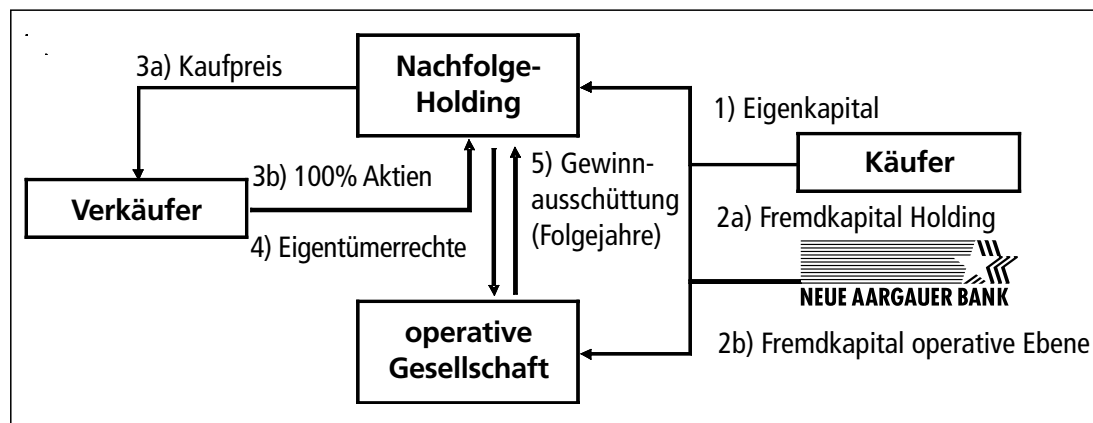 3a) Kaufpreis
Nachfolge-
Holding
1) Eigenkapital
Käufer
3b) 100% Aktien
5) Gewinn-
ausschüttung
(Folgejahre)
Verkäufer
4) Eigentümerrechte
2a) Fremdkapital Holding
NEUE AARGAUER BANK
operative
Gesellschaft
2b) Fremdkapital operative Ebene